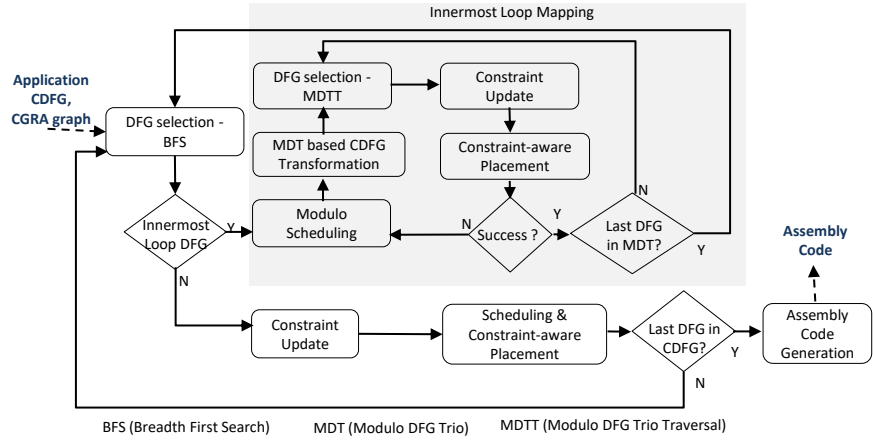 Innermost Loop Mapping
Application
CDFG,
CGRA graph
DFG selection -
BFS
DFG selection -
MDTT
Constraint
Update
MDT based CDFG
Transformation
Constraint-aware
Placement
N
Innermost
Loop DFG
Y
Modulo
Scheduling
N
Success ?
Y
Last DFG
in MDT?
Y
Assembly
Code
N
Constraint
Update
Scheduling &
Constraint-aware
Placement
Last DFG in
CDFG?
Y
Assembly
Code
Generation
N
BFS (Breadth First Search)
MDT (Modulo DFG Trio)
MDTT (Modulo DFG Trio Traversal)